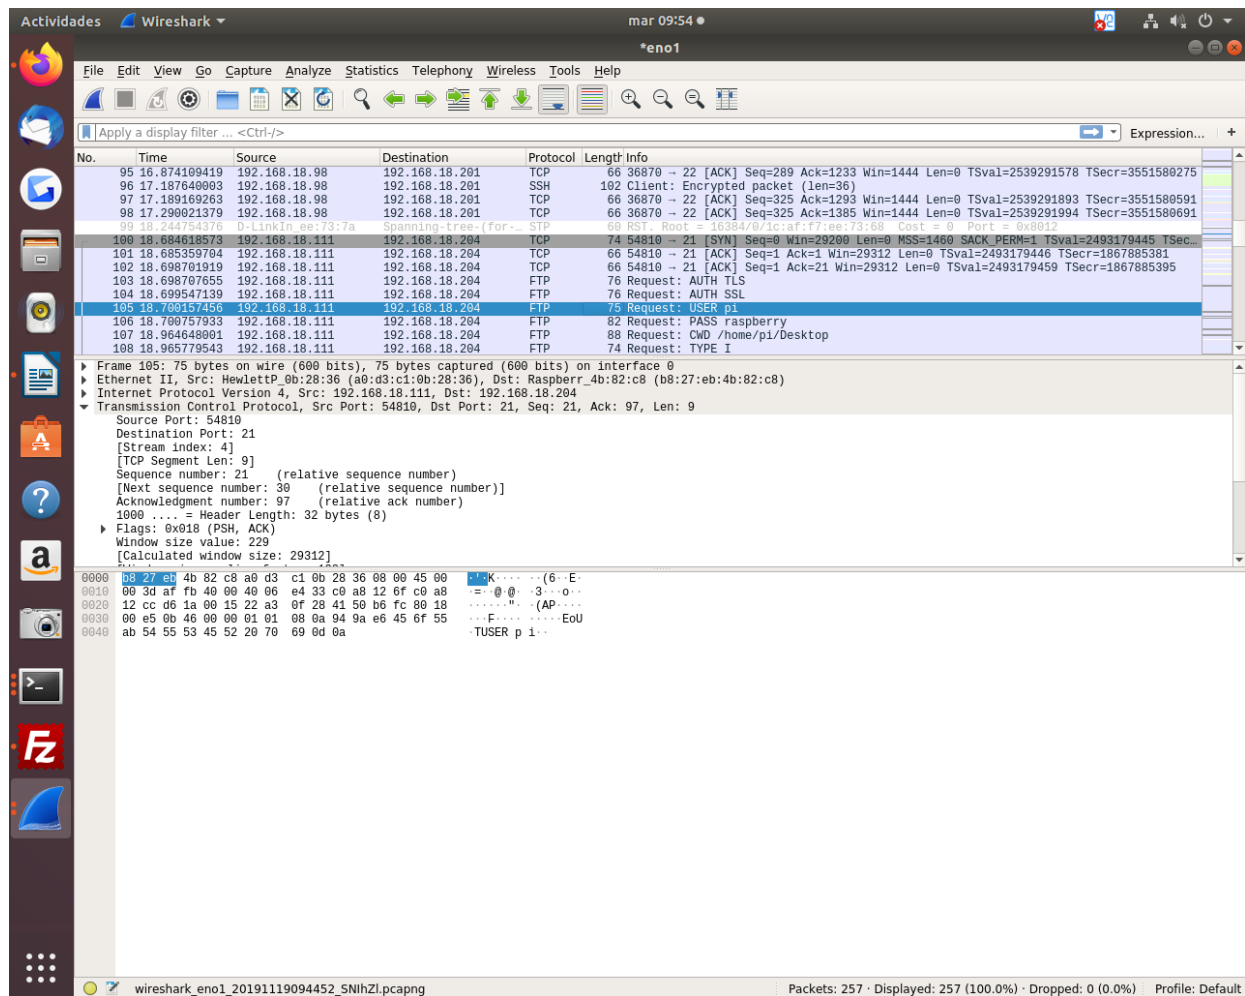 Actividades Wireshark mar 09:54
*eno1
File Edit View Go Capture Analyze Statistics Telephony Wireless Tools Help
Apply a display filter ... <Ctrl-/> Expression... +
No. Time Source Destination Protocol Length Info
95 16.874109419 192.168.18.98 192.168.18.201 TCP 66 36870 → 22 [ACK] Seq=289 Ack=1233 Win=1444 Len=0 TSval=2539291578 TSecr=3551580275
96 17.187640003 192.168.18.98 192.168.18.201 SSH 102 Client: Encrypted packet (len=36)
97 17.189169263 192.168.18.98 192.168.18.201 TCP 66 36870 → 22 [ACK] Seq=325 Ack=1293 Win=1444 Len=0 TSval=2539291893 TSecr=3551580591
98 17.290021379 192.168.18.98 192.168.18.201 TCP 66 36870 → 22 [ACK] Seq=325 Ack=1385 Win=1444 Len=0 TSval=2539291994 TSecr=3551580691
99 18.244754376 D-LinkIn_ee:73:7a Spanning-tree-(for-… STP 60 RST. Root = 16384/0/1c:af:f7:ee:73:68 Cost = 0 Port = 0x8012
100 18.684618573 192.168.18.111 192.168.18.204 TCP 74 54810 → 21 [SYN] Seq=0 Win=29200 Len=0 MSS=1460 SACK_PERM=1 TSval=2493179445 TSec…
101 18.685359704 192.168.18.111 192.168.18.204 TCP 66 54810 → 21 [ACK] Seq=1 Ack=1 Win=29312 Len=0 TSval=2493179446 TSecr=1867885381
102 18.698701919 192.168.18.111 192.168.18.204 TCP 66 54810 → 21 [ACK] Seq=1 Ack=21 Win=29312 Len=0 TSval=2493179459 TSecr=1867885395
103 18.698707655 192.168.18.111 192.168.18.204 FTP 76 Request: AUTH TLS
104 18.699547139 192.168.18.111 192.168.18.204 FTP 76 Request: AUTH SSL
105 18.700157456 192.168.18.111 192.168.18.204 FTP 75 Request: USER pi
106 18.700757933 192.168.18.111 192.168.18.204 FTP 82 Request: PASS raspberry
107 18.964648001 192.168.18.111 192.168.18.204 FTP 88 Request: CWD /home/pi/Desktop
108 18.965779543 192.168.18.111 192.168.18.204 FTP 74 Request: TYPE I
Frame 105: 75 bytes on wire (600 bits), 75 bytes captured (600 bits) on interface 0
Ethernet II, Src: HewlettP_0b:28:36 (a0:d3:c1:0b:28:36), Dst: Raspberr_4b:82:c8 (b8:27:eb:4b:82:c8)
Internet Protocol Version 4, Src: 192.168.18.111, Dst: 192.168.18.204
Transmission Control Protocol, Src Port: 54810, Dst Port: 21, Seq: 21, Ack: 97, Len: 9
Source Port: 54810
Destination Port: 21
[Stream index: 4]
[TCP Segment Len: 9]
Sequence number: 21 (relative sequence number)
[Next sequence number: 30 (relative sequence number)]
Acknowledgment number: 97 (relative ack number)
1000 .... = Header Length: 32 bytes (8)
Flags: 0x018 (PSH, ACK)
Window size value: 229
[Calculated window size: 29312]
0000 b8 27 eb 4b 82 c8 a0 d3 c1 0b 28 36 08 00 45 00 ·'·K···· ··(6··E·
0010 00 3d af fb 40 00 40 06 e4 33 c0 a8 12 6f c0 a8 ·=··@·@· ·3···o··
0020 12 cc d6 1a 00 15 22 a3 0f 28 41 50 b6 fc 80 18 ······"· ·(AP····
0030 00 e5 0b 46 00 00 01 01 08 0a 94 9a e6 45 6f 55 ···F···· ·····EoU
0040 ab 54 55 53 45 52 20 70 69 0d 0a ·TUSER p i··
wireshark_eno1_20191119094452_SNIhZl.pcapng Packets: 257 · Displayed: 257 (100.0%) · Dropped: 0 (0.0%) Profile: Default